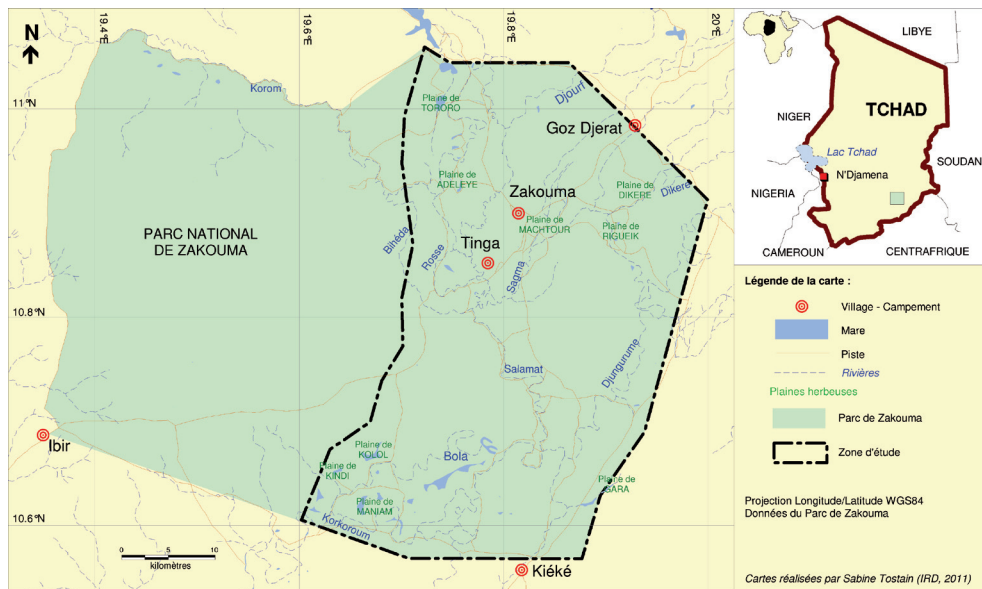 N
19.4°E
19.6°E
19.8°E
20°E
11°N
10.8°N
10.6°N
Korom
Plaine de
TORORO
Djourf
Goz Djerat
Plaine de
ADELEYE
Zakouma
Plaine de
DIKERE
Dikere
PARC NATIONAL
DE ZAKOUMA
Plaine de
MACHTOUR
Plaine de
RIGUEIK
Bihéda
Rosse
Tinga
Sagma
Salamat
Djungurume
Ibir
Plaine de
KOLOL
Plaine de
KINDI
Bola
Plaine de
MANIAM
Plaine de
GARA
Korkoroum
Kiéké
0 5 10
kilomètres
LIBYE
NIGER
TCHAD
Lac Tchad
SOUDAN
N'Djamena
NIGERIA
CAMEROUN
CENTRAFRIQUE
Légende de la carte :
Village - Campement
Mare
Piste
Rivières
Plaines herbeuses
Parc de Zakouma
Zone d'étude
Projection Longitude/Latitude WGS84
Données du Parc de Zakouma
Cartes réalisées par Sabine Tostain (IRD, 2011)